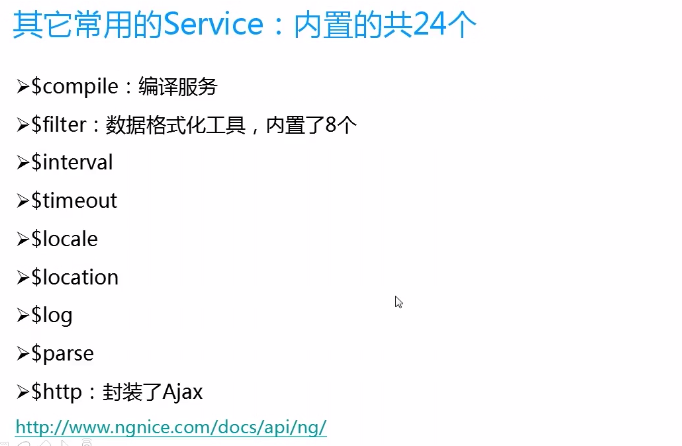 其它常用的Service：内置的共24个
➢$compile：编译服务
➢$filter：数据格式化工具，内置了8个
➢$interval
➢$timeout
➢$locale
➢$location
➢$log
➢$parse
➢$http：封装了Ajax
http://www.ngnice.com/docs/api/ng/